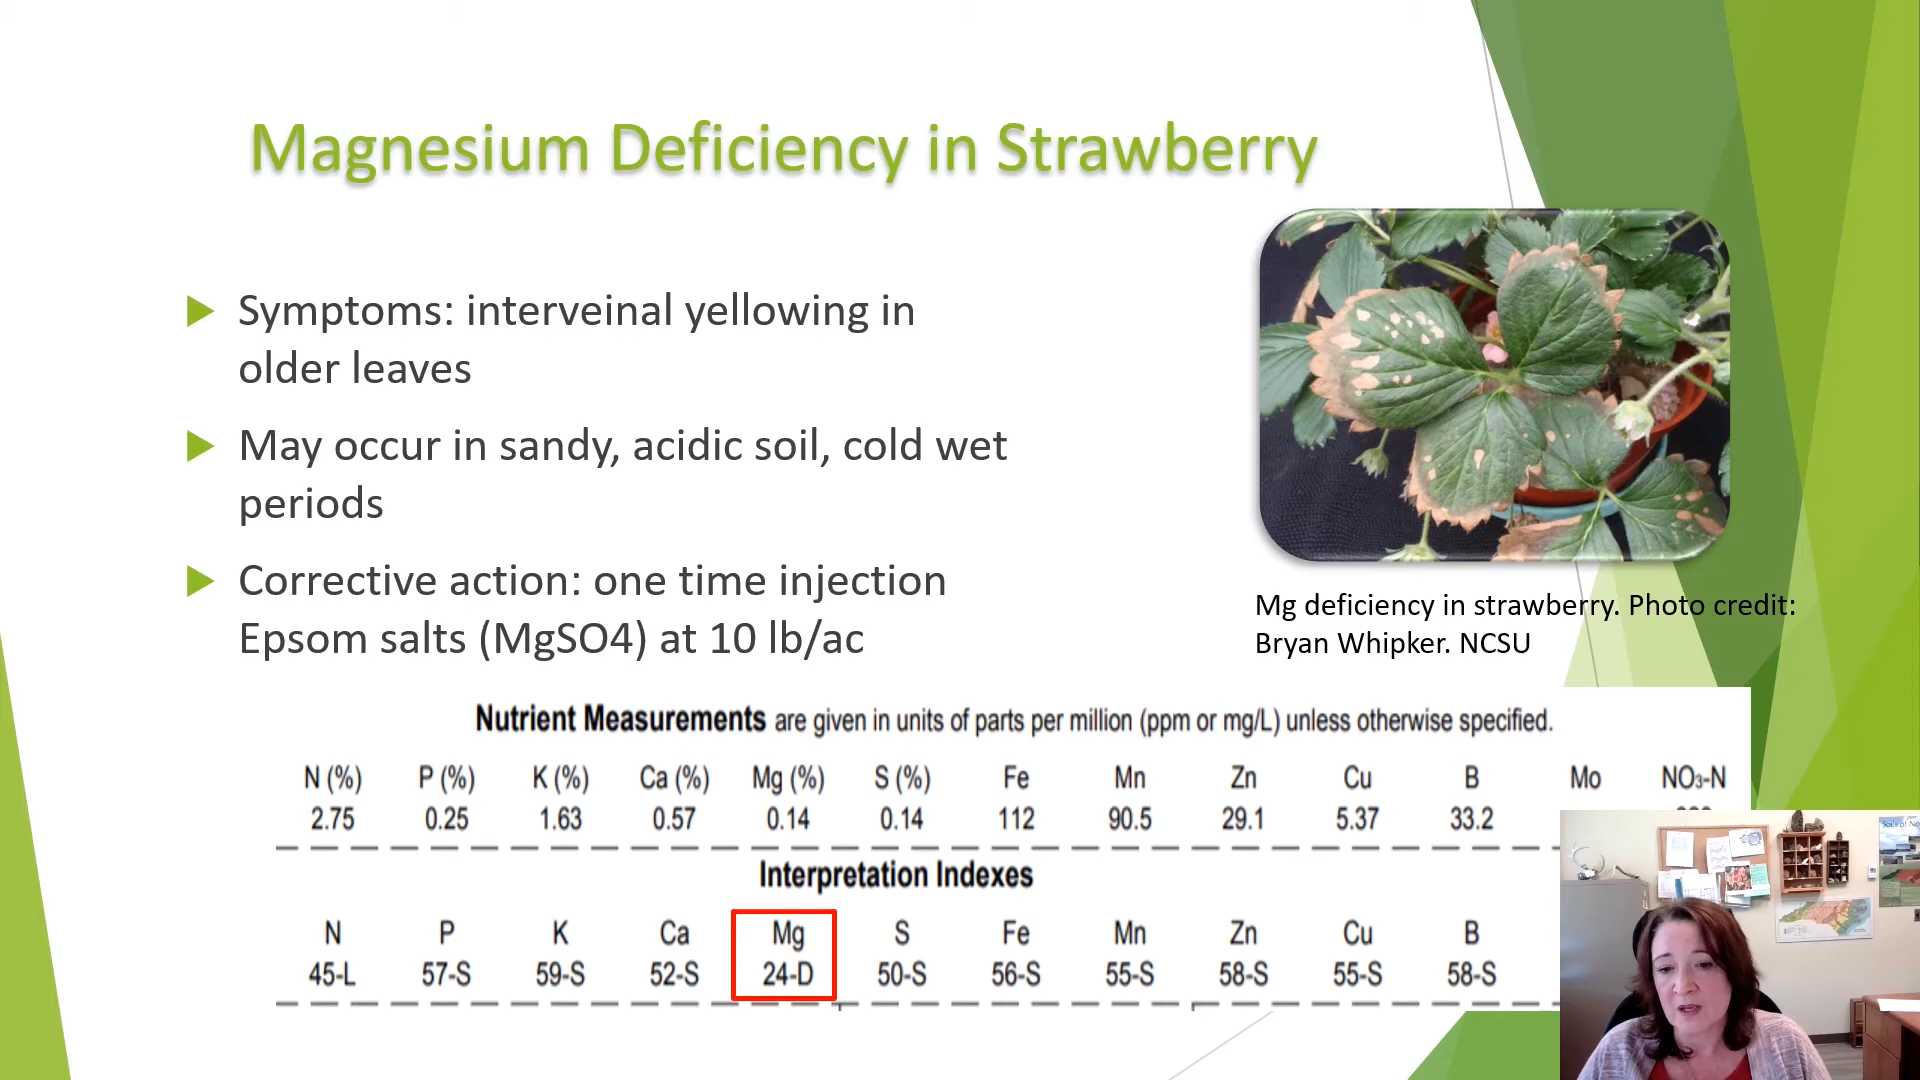 Magnesium Deficiency in Strawberry
Symptoms: interveinal yellowing in
older leaves
May occur in sandy, acidic soil, cold wet
periods
Corrective action: one time injection
Epsom salts (MgSO4) at 10 lb/ac
Mg deficiency in strawberry. Photo credit:
Bryan Whipker. NCSU
Nutrient Measurements are given in units of parts per million (ppm or mg/L) unless otherwise specified.
N (%) P (%) K (%) Ca (%) Mg (%) S (%) Fe Mn Zn Cu B Mo NO3-N
2.75 0.25 1.63 0.57 0.14 0.14 112 90.5 29.1 5.37 33.2
Interpretation Indexes
N P K Ca Mg S Fe Mn Zn Cu B
45-L 57-S 59-S 52-S 24-D 50-S 56-S 55-S 58-S 55-S 58-S
Soils of No